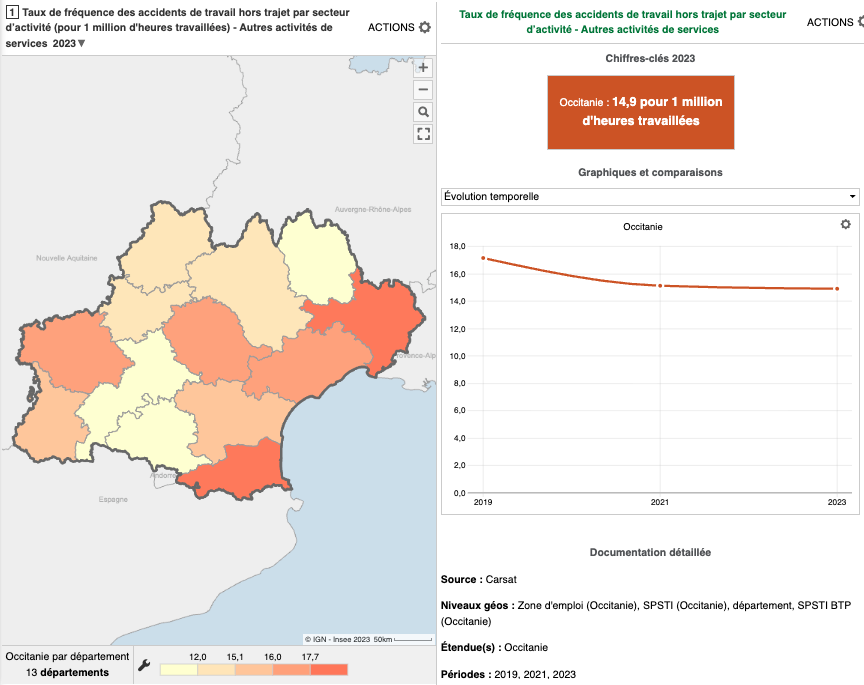 1 Taux de fréquence des accidents de travail hors trajet par secteur
d'activité (pour 1 million d'heures travaillées) - Autres activités de
services 2023▼
ACTIONS
+
−
Auvergne-Rhône-Alpes
Nouvelle Aquitaine
Andorre
Espagne
© IGN - Insee 2023 50km
Occitanie par département
13 départements
12,0 15,1 16,0 17,7
Taux de fréquence des accidents de travail hors trajet par secteur
d'activité - Autres activités de services
ACTIONS
Chiffres-clés 2023
Occitanie : 14,9 pour 1 million
d'heures travaillées
Graphiques et comparaisons
Évolution temporelle
Occitanie
18,0
16,0
14,0
12,0
10,0
8,0
6,0
4,0
2,0
0,0
2019 2021 2023
Documentation détaillée
Source : Carsat
Niveaux géos : Zone d'emploi (Occitanie), SPSTI (Occitanie), département, SPSTI BTP
(Occitanie)
Étendue(s) : Occitanie
Périodes : 2019, 2021, 2023